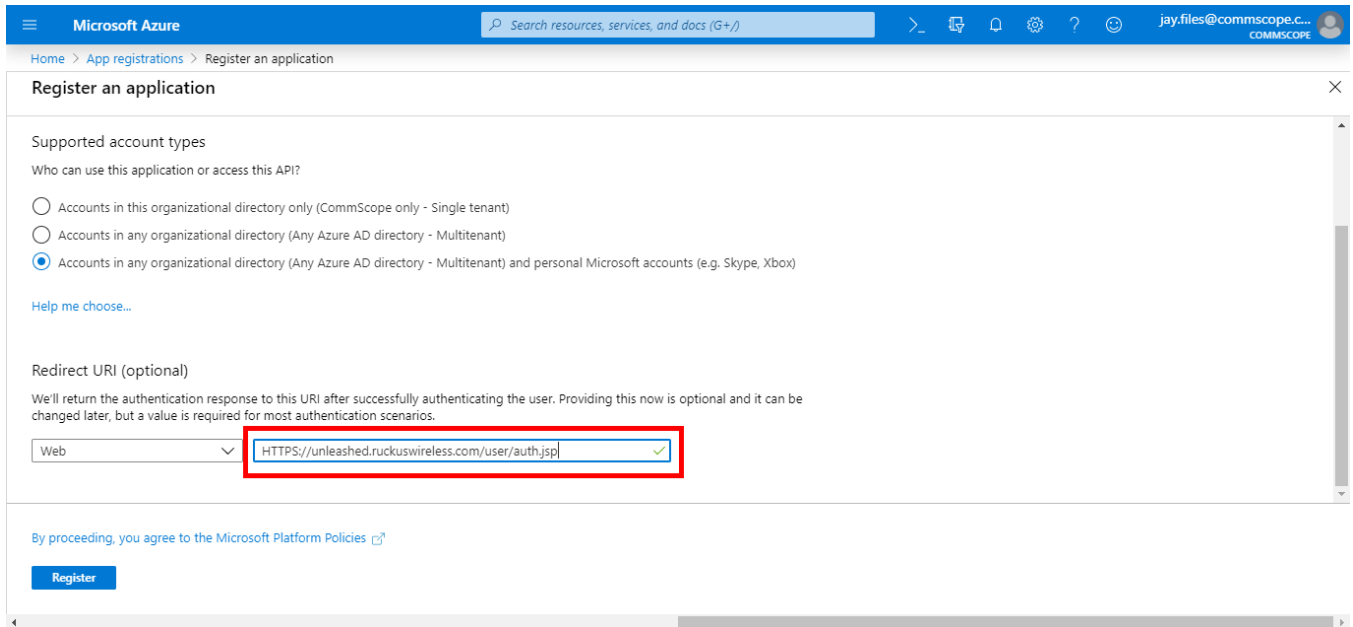 Microsoft Azure
Search resources, services, and docs (G+/)
jay.files@commscope.c...
COMMSCOPE
Home > App registrations > Register an application
Register an application
Supported account types
Who can use this application or access this API?
Accounts in this organizational directory only (CommScope only - Single tenant)
Accounts in any organizational directory (Any Azure AD directory - Multitenant)
Accounts in any organizational directory (Any Azure AD directory - Multitenant) and personal Microsoft accounts (e.g. Skype, Xbox)
Help me choose...
Redirect URI (optional)
We'll return the authentication response to this URI after successfully authenticating the user. Providing this now is optional and it can be
changed later, but a value is required for most authentication scenarios.
Web
HTTPS://unleashed.ruckuswireless.com/user/auth.jsp
By proceeding, you agree to the Microsoft Platform Policies
Register